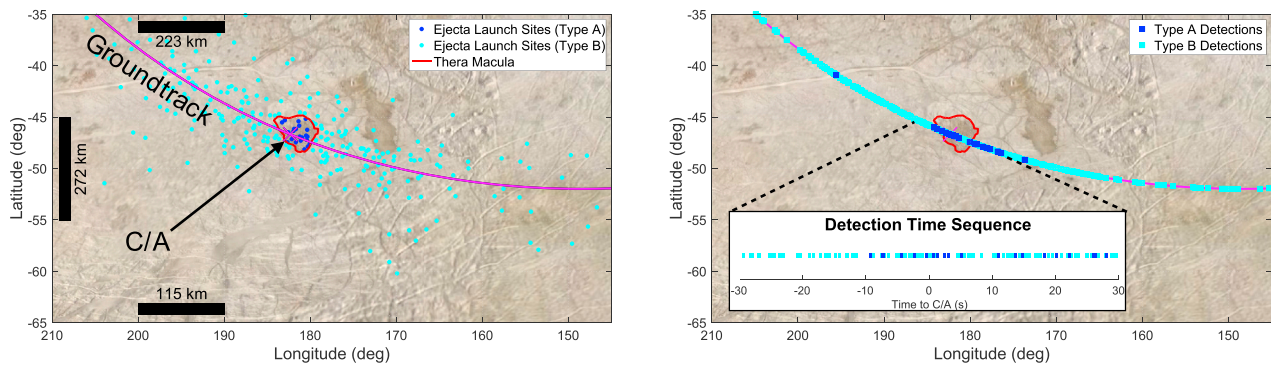 -35
-40
-45
-50
-55
-60
-65
210
200
190
180
170
160
150
Latitude (deg)
Longitude (deg)
223 km
272 km
115 km
Groundtrack
C/A
Ejecta Launch Sites (Type A)
Ejecta Launch Sites (Type B)
Thera Macula
-35
-40
-45
-50
-55
-60
-65
210
200
190
180
170
160
150
Latitude (deg)
Longitude (deg)
Type A Detections
Type B Detections
Detection Time Sequence
-30
-20
-10
0
10
20
30
Time to C/A (s)